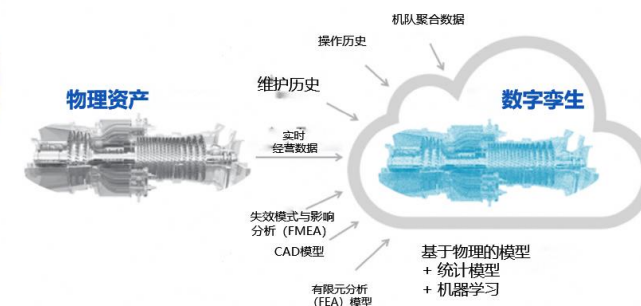 机队聚合数据
操作历史
维护历史
物理资产
数字孪生
实时
经营数据
失效模式与影响
分析（FMEA）
CAD模型
有限元分析
（FEA）模型
基于物理的模型
+ 统计模型
+ 机器学习